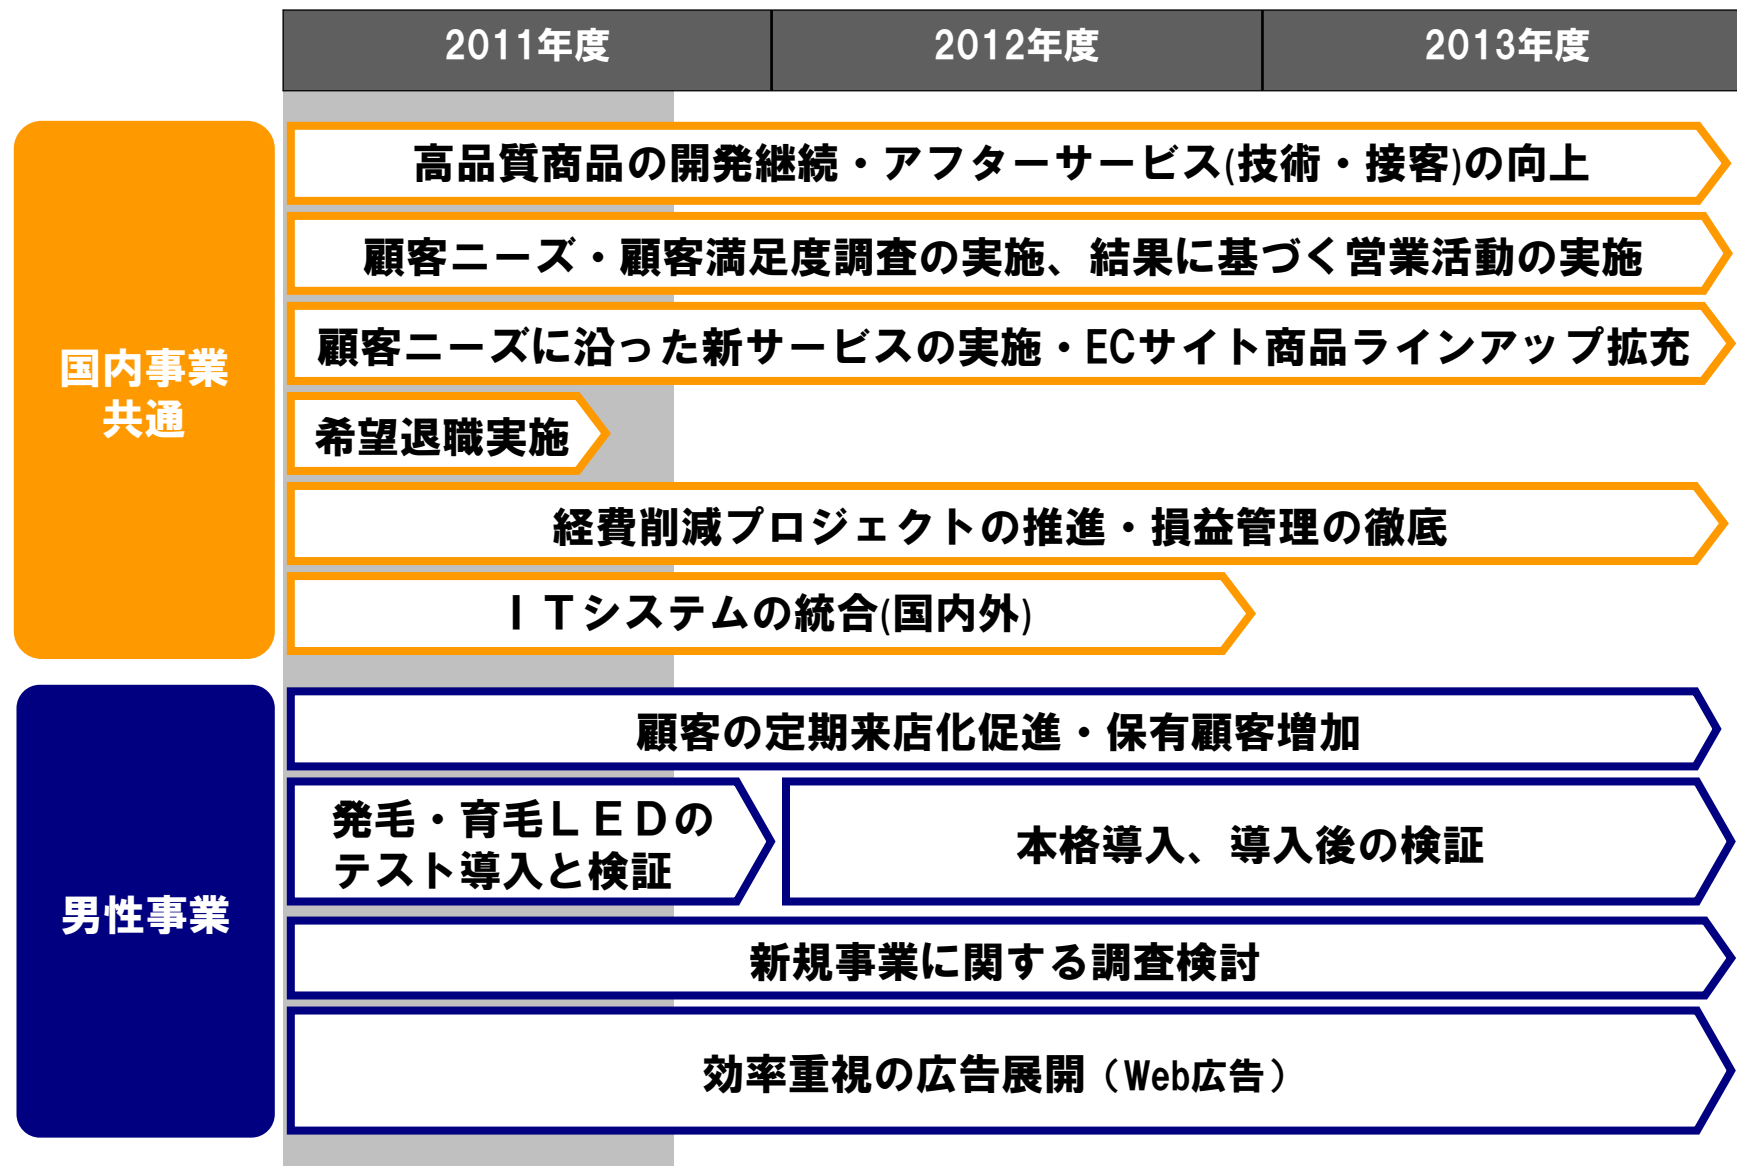 2011年度 2012年度 2013年度
国内事業
共通
高品質商品の開発継続・アフターサービス(技術・接客)の向上
顧客ニーズ・顧客満足度調査の実施、結果に基づく営業活動の実施
顧客ニーズに沿った新サービスの実施・ECサイト商品ラインアップ拡充
希望退職実施
経費削減プロジェクトの推進・損益管理の徹底
ＩＴシステムの統合(国内外)
男性事業
顧客の定期来店化促進・保有顧客増加
発毛・育毛ＬＥＤの
テスト導入と検証
本格導入、導入後の検証
新規事業に関する調査検討
効率重視の広告展開（Web広告）